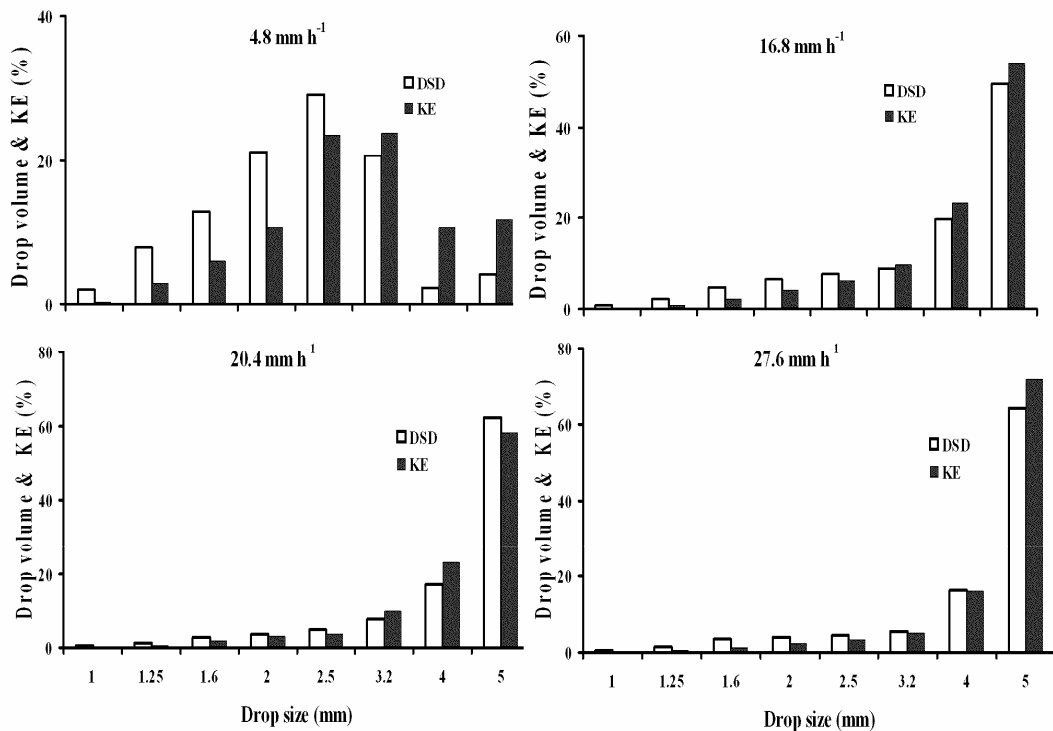 40
20
0
Drop volume & KE (%)
4.8 mm h-1
DSD
KE
60
40
20
0
Drop volume & KE (%)
16.8 mm h-1
DSD
KE
80
60
40
20
0
Drop volume & KE (%)
20.4 mm h1
DSD
KE
1 1.25 1.6 2 2.5 3.2 4 5
Drop size (mm)
80
60
40
20
0
Drop volume & KE (%)
27.6 mm h1
DSD
KE
1 1.25 1.6 2 2.5 3.2 4 5
Drop size (mm)